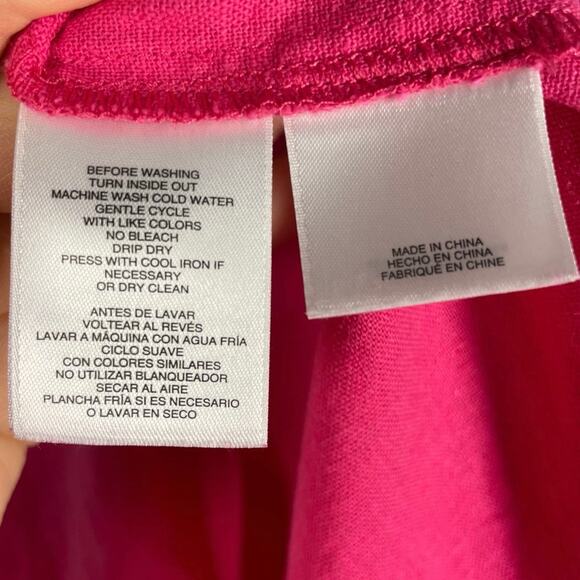 BEFORE WASHING
TURN INSIDE OUT
MACHINE WASH COLD WATER
GENTLE CYCLE
WITH LIKE COLORS
NO BLEACH
DRIP DRY
PRESS WITH COOL IRON IF
NECESSARY
OR DRY CLEAN
ANTES DE LAVAR
VOLTEAR AL REVÉS
LAVAR A MÁQUINA CON AGUA FRÍA
CICLO SUAVE
CON COLORES SIMILARES
NO UTILIZAR BLANQUEADOR
SECAR AL AIRE
PLANCHA FRÍA SI ES NECESARIO
O LAVAR EN SECO
MADE IN CHINA
HECHO EN CHINA
FABRIQUÉ EN CHINE